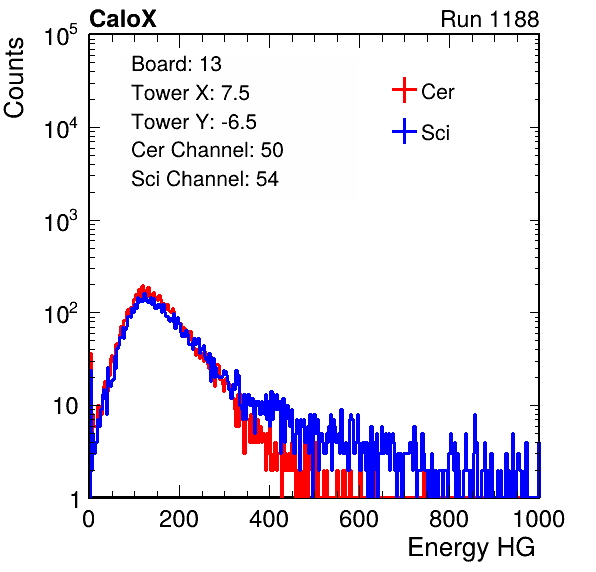 CaloX Run 1188
Board: 13
Tower X: 7.5
Tower Y: -6.5
Cer Channel: 50
Sci Channel: 54
Cer
Sci
Counts
10^5
10^4
10^3
10^2
10
1
0 200 400 600 800 1000
Energy HG